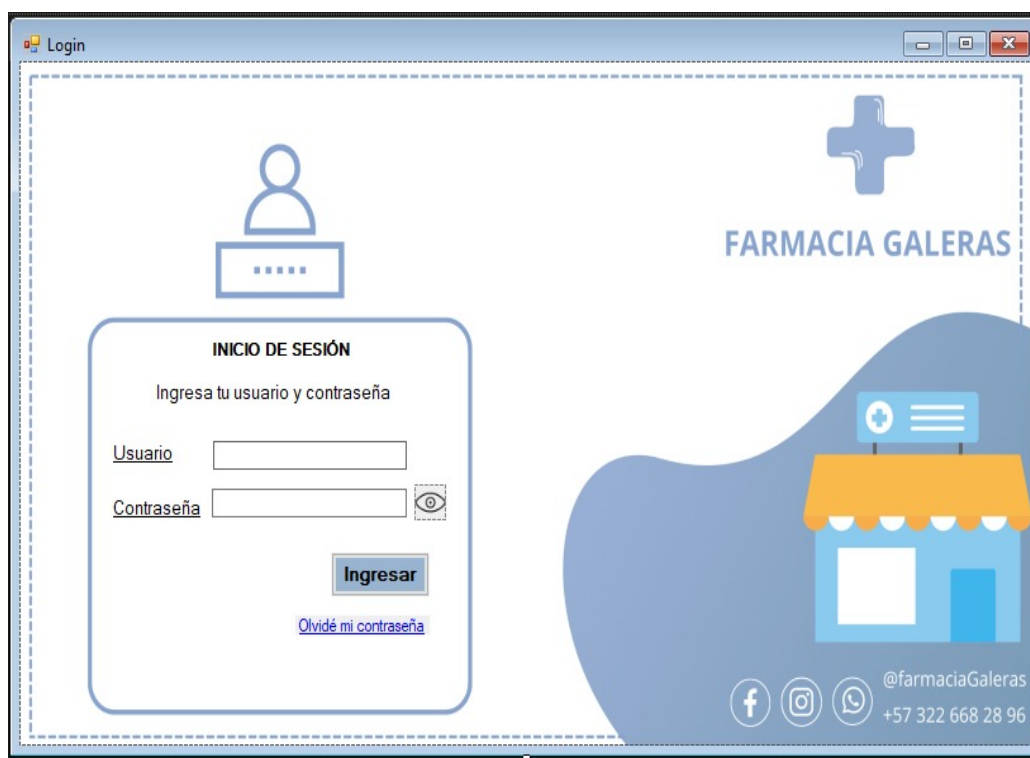 Login
FARMACIA GALERAS
INICIO DE SESIÓN
Ingresa tu usuario y contraseña
Usuario
Contraseña
Ingresar
Olvidé mi contraseña
@farmaciaGaleras
+57 322 668 28 96